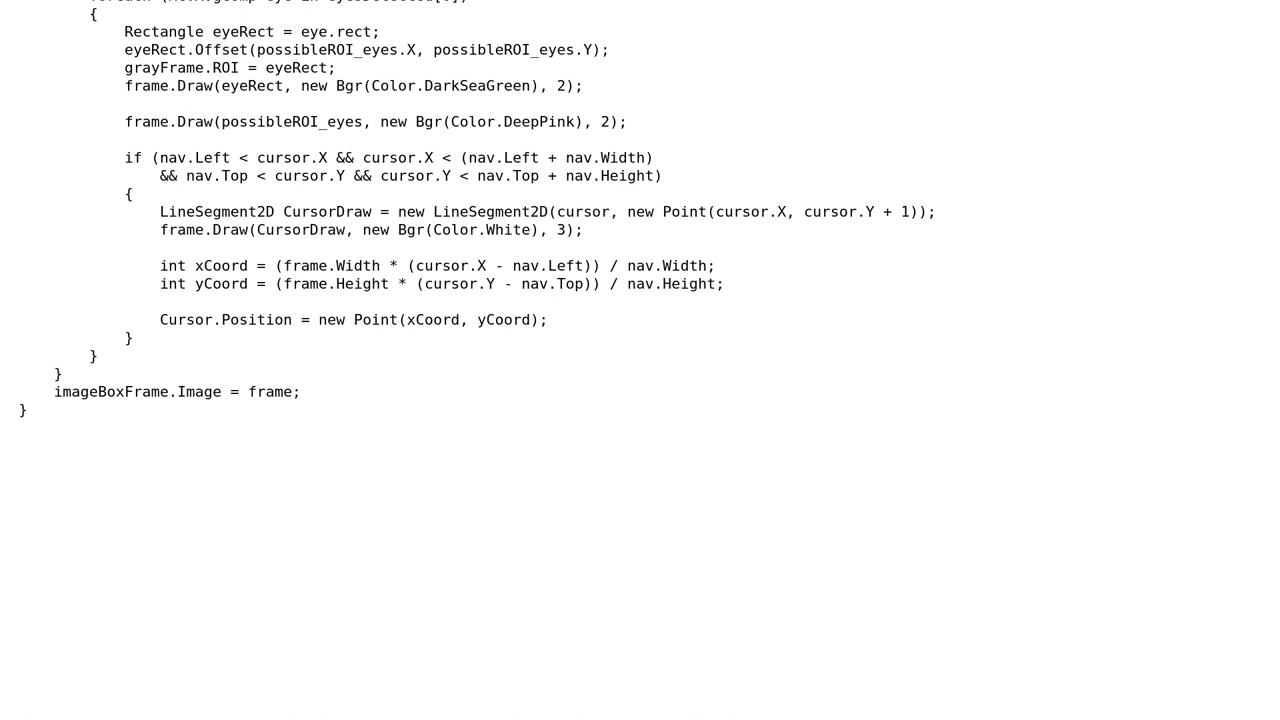 {
Rectangle eyeRect = eye.rect;
eyeRect.Offset(possibleROI_eyes.X, possibleROI_eyes.Y);
grayFrame.ROI = eyeRect;
frame.Draw(eyeRect, new Bgr(Color.DarkSeaGreen), 2);
frame.Draw(possibleROI_eyes, new Bgr(Color.DeepPink), 2);
if (nav.Left < cursor.X && cursor.X < (nav.Left + nav.Width)
&& nav.Top < cursor.Y && cursor.Y < nav.Top + nav.Height)
{
LineSegment2D CursorDraw = new LineSegment2D(cursor, new Point(cursor.X, cursor.Y + 1));
frame.Draw(CursorDraw, new Bgr(Color.White), 3);
int xCoord = (frame.Width * (cursor.X - nav.Left)) / nav.Width;
int yCoord = (frame.Height * (cursor.Y - nav.Top)) / nav.Height;
Cursor.Position = new Point(xCoord, yCoord);
}
}
}
imageBoxFrame.Image = frame;
}